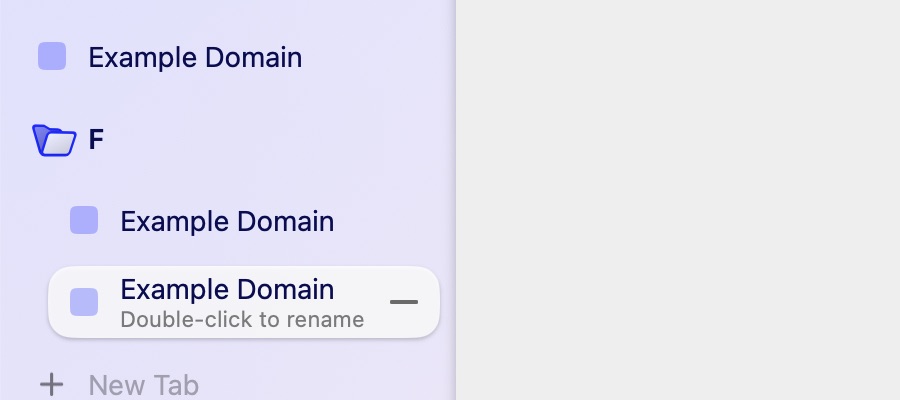 Example Domain
F
Example Domain
Example Domain
Double-click to rename
New Tab